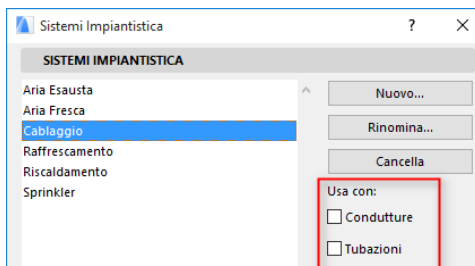 Sistemi Impiantistica
?
SISTEMI IMPIANTISTICA
Aria Esausta
Aria Fresca
Cablaggio
Raffrescamento
Riscaldamento
Sprinkler
Nuovo...
Rinomina...
Cancella
Usa con:
Condutture
Tubazioni